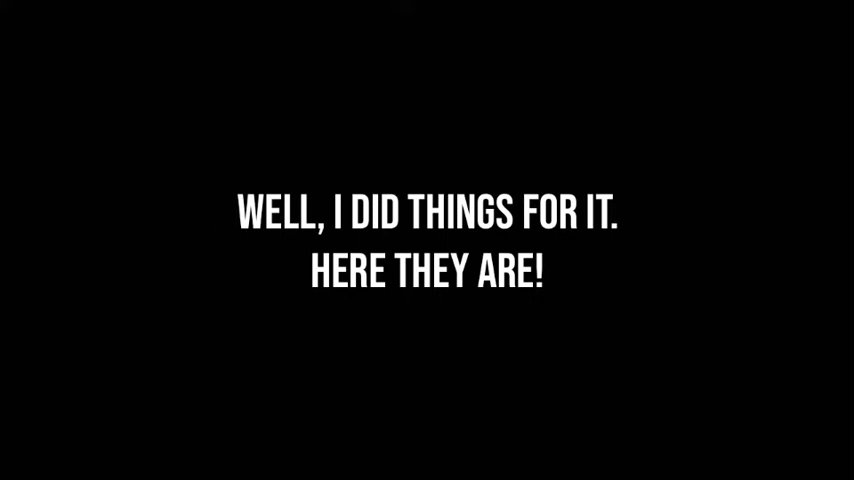 WELL, I DID THINGS FOR IT.
HERE THEY ARE!